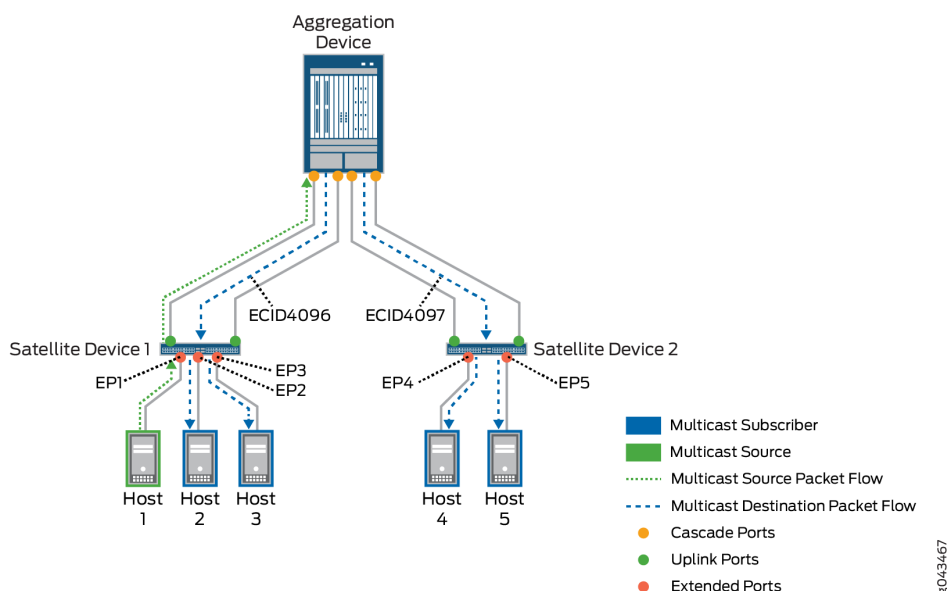 Aggregation
Device
ECID4096
ECID4097
Satellite Device 1
Satellite Device 2
EP1
EP3
EP2
EP4
EP5
Host
1
Host
2
Host
3
Host
4
Host
5
Multicast Subscriber
Multicast Source
Multicast Source Packet Flow
Multicast Destination Packet Flow
Cascade Ports
Uplink Ports
Extended Ports
g043467